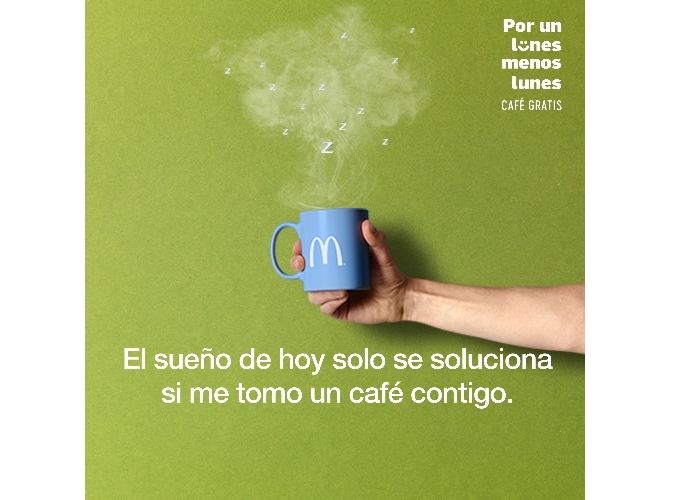 Por un
lunes
menos
lunes
CAFÉ GRATIS
z
z
z
z
z
z
z
z
z
z
z
z
M
El sueño de hoy solo se soluciona
si me tomo un café contigo.